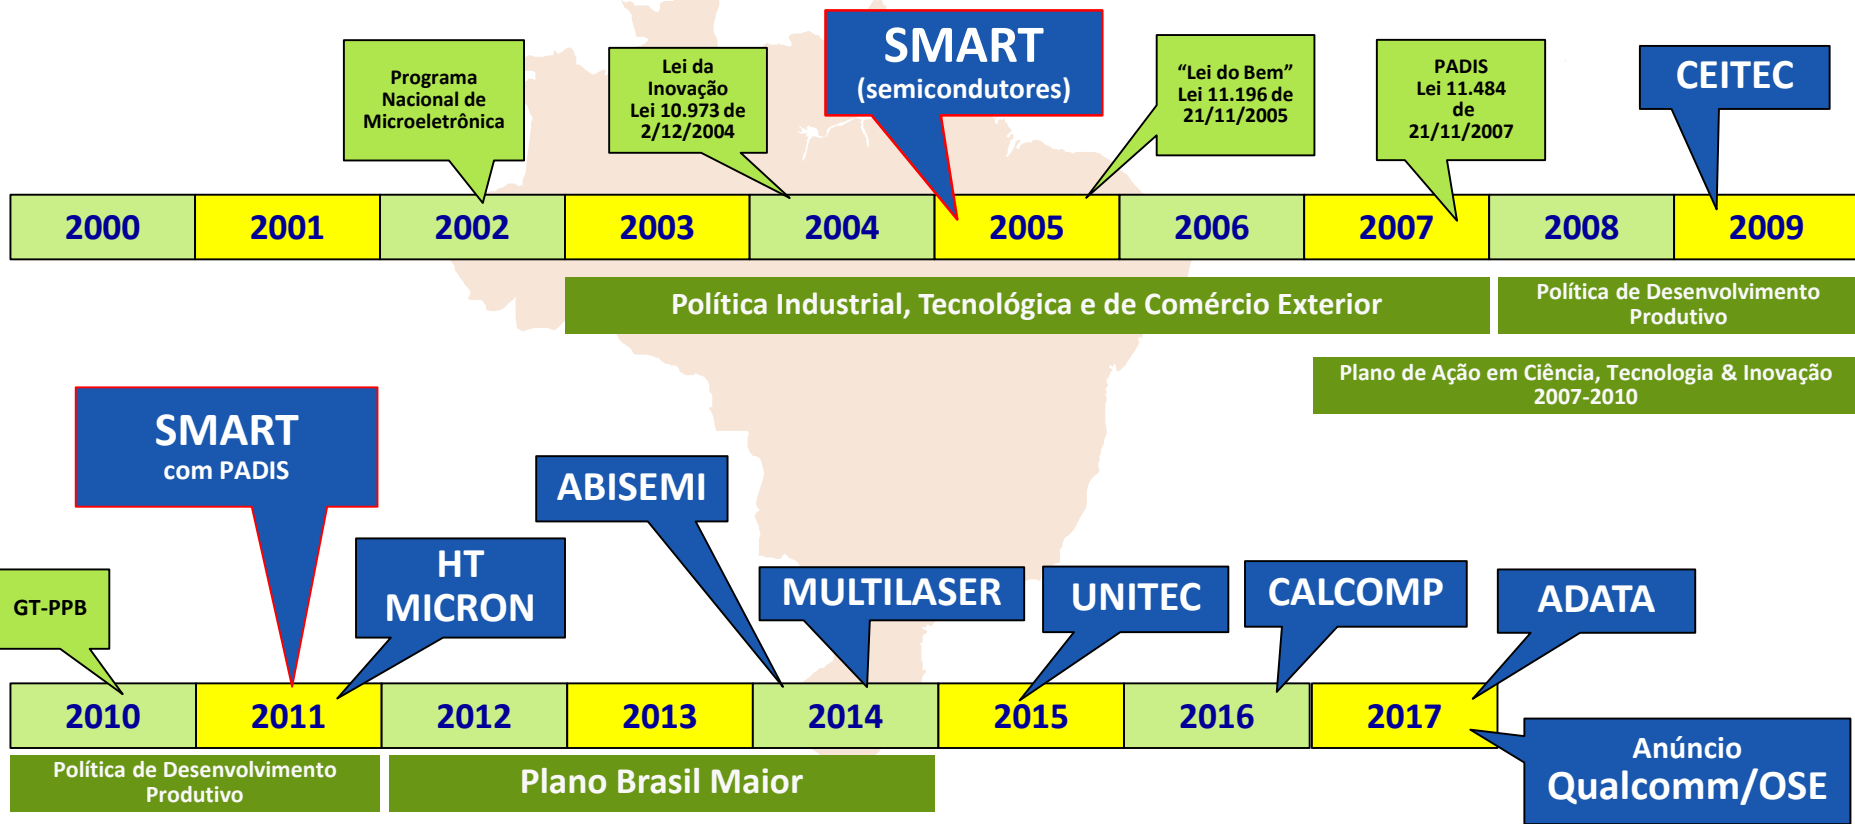 Programa
Nacional de
Microeletrônica
Lei da
Inovação
Lei 10.973 de
2/12/2004
SMART
(semicondutores)
“Lei do Bem”
Lei 11.196 de
21/11/2005
PADIS
Lei 11.484
de
21/11/2007
CEITEC
2000 2001 2002 2003 2004 2005 2006 2007 2008 2009
Política Industrial, Tecnológica e de Comércio Exterior
Política de Desenvolvimento
Produtivo
Plano de Ação em Ciência, Tecnologia & Inovação
2007-2010
SMART
com PADIS
ABISEMI
GT-PPB
HT
MICRON
MULTILASER
UNITEC
CALCOMP
ADATA
2010 2011 2012 2013 2014 2015 2016 2017
Política de Desenvolvimento
Produtivo
Plano Brasil Maior
Anúncio
Qualcomm/OSE